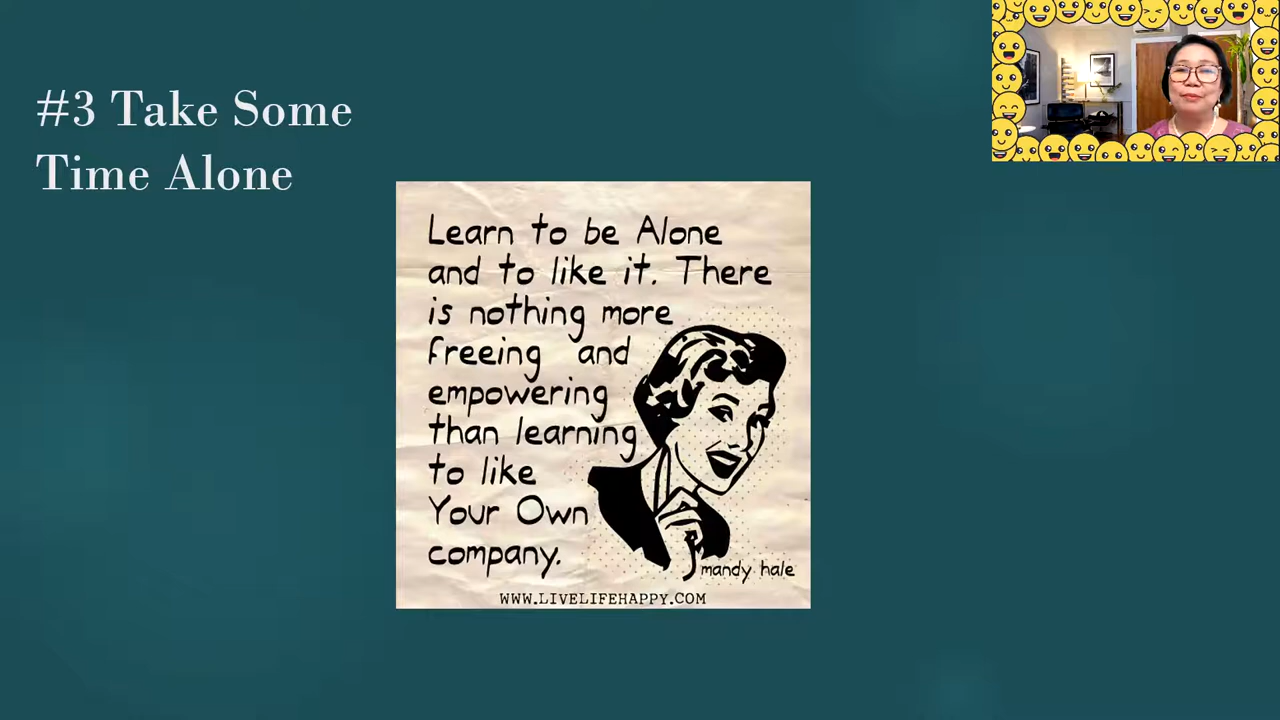 #3 Take Some
Time Alone
Learn to be Alone
and to like it. There
is nothing more
freeing and
empowering
than learning
to like
Your Own
company.
mandy hale
WWW.LIVELIFEHAPPY.COM